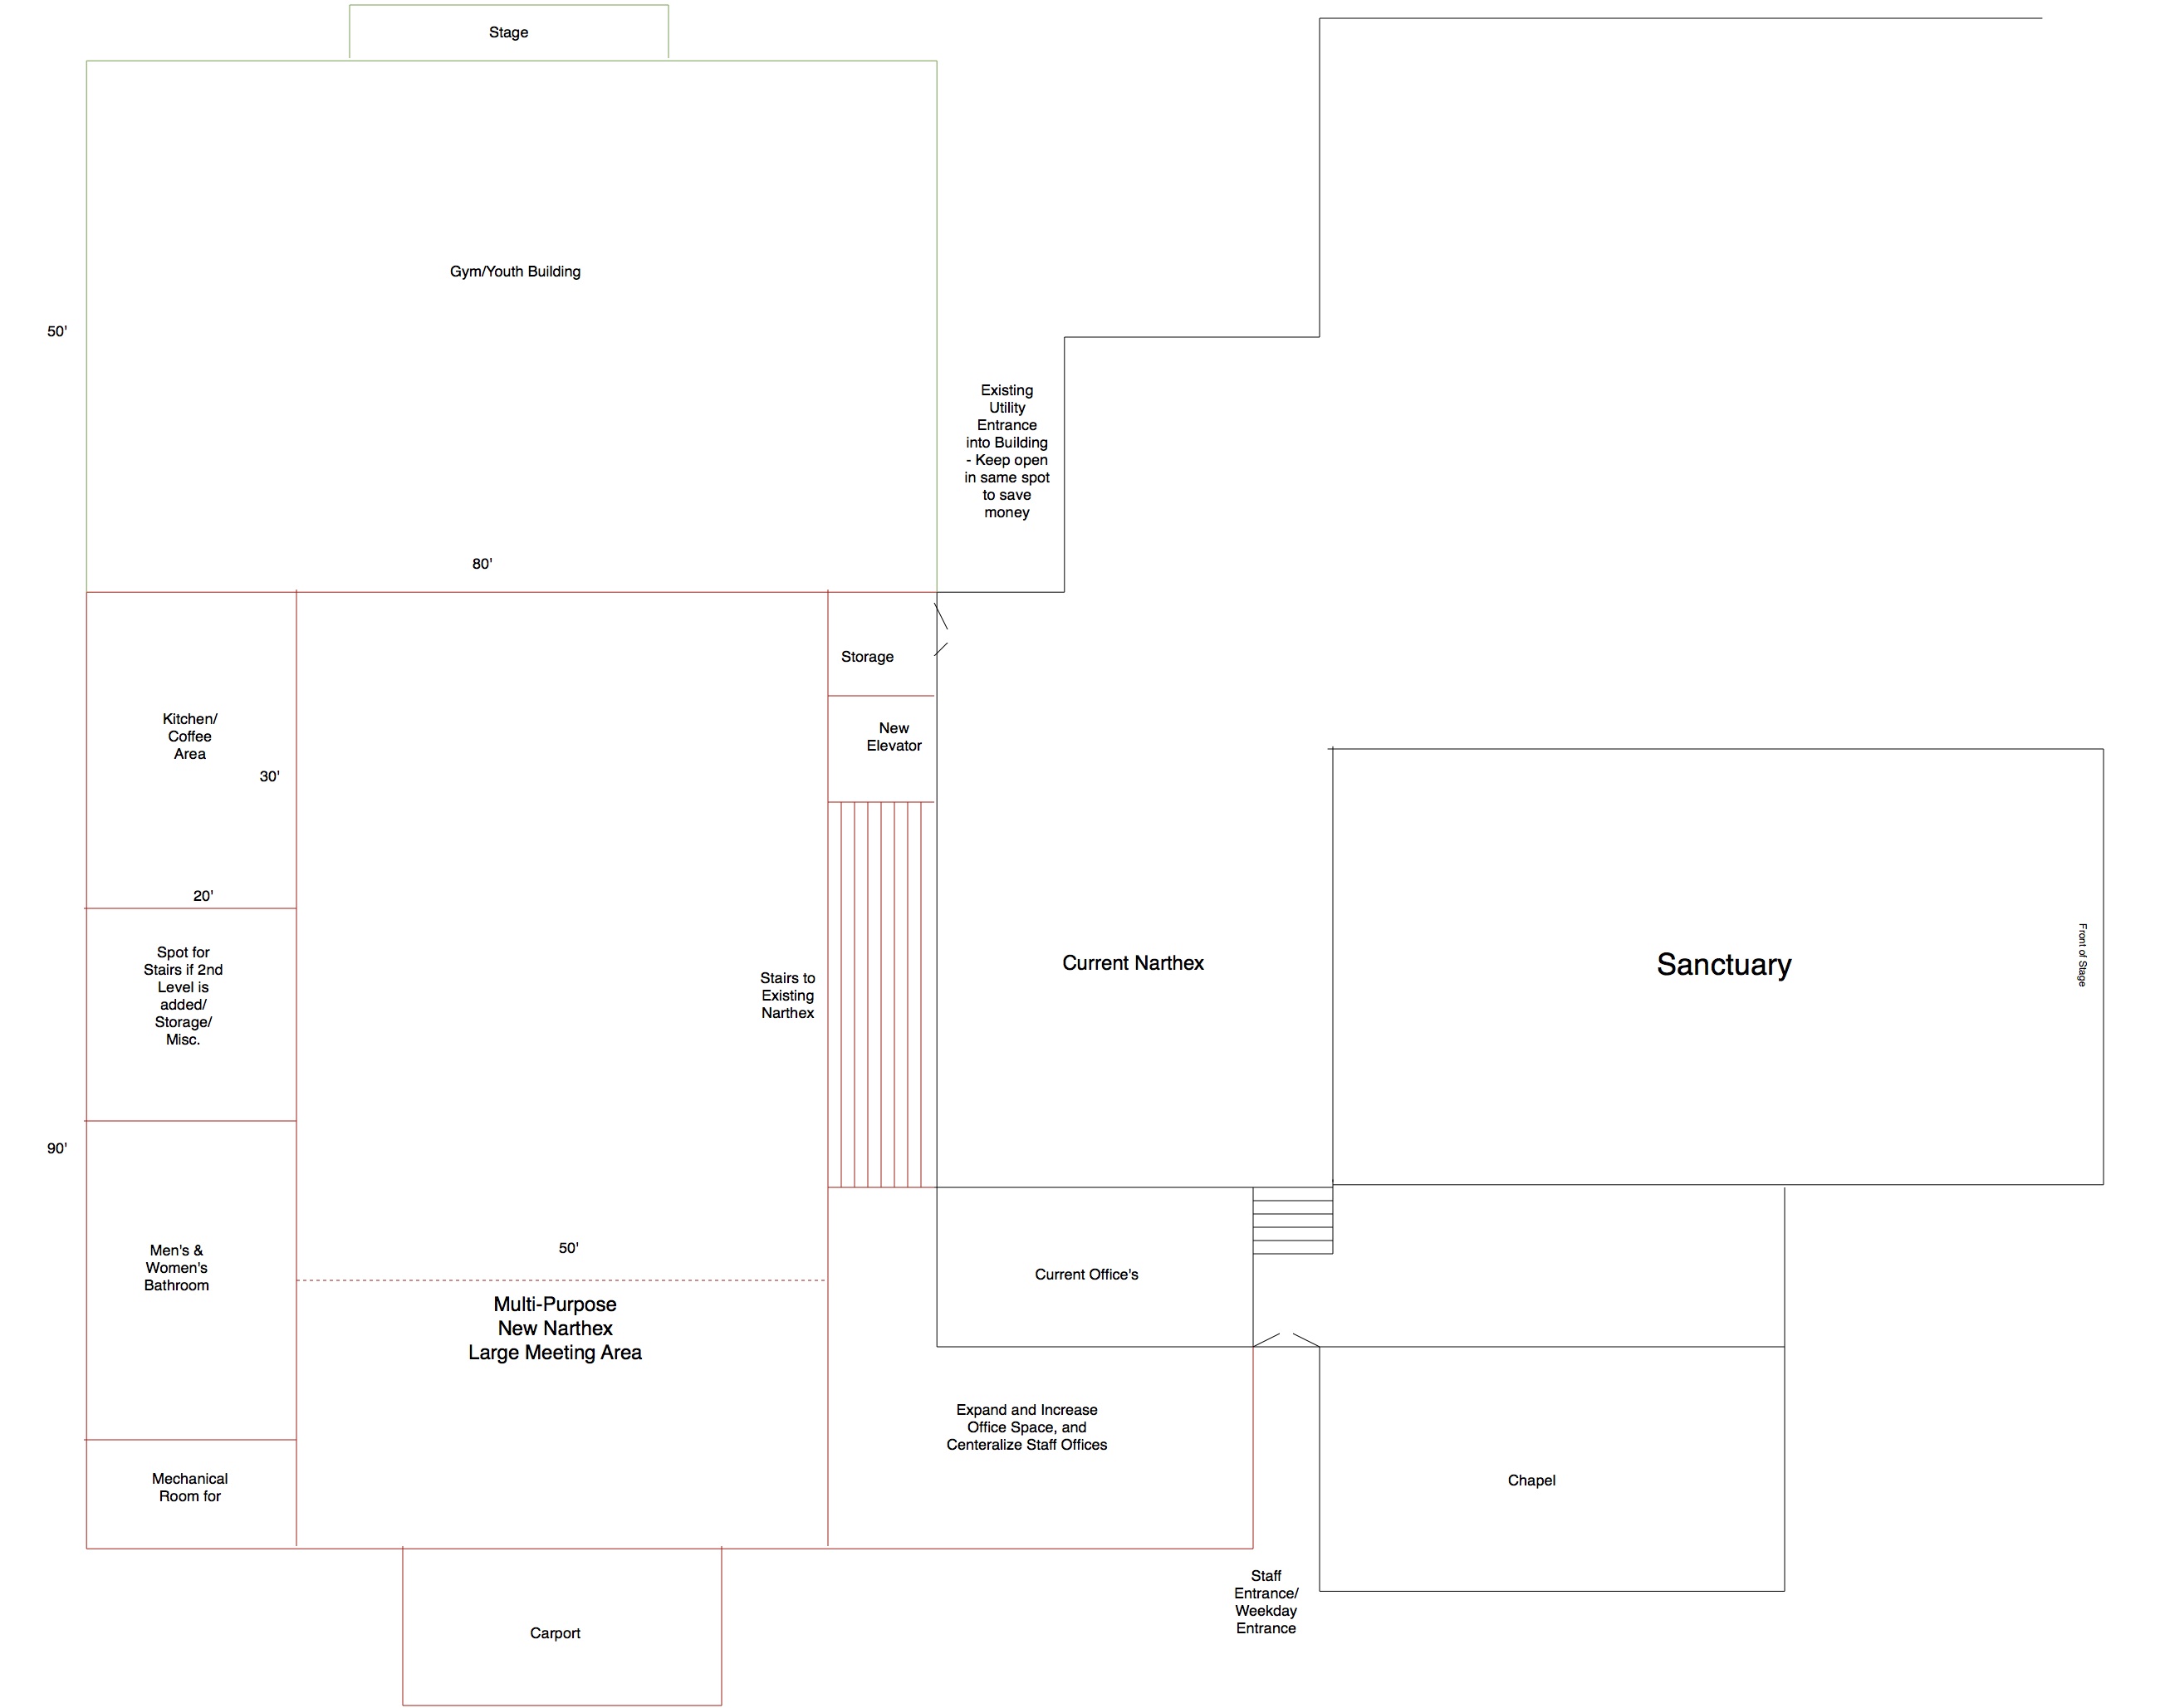 Stage
Gym/Youth Building
50'
Existing
Utility
Entrance
into Building
- Keep open
in same spot
to save
money
80'
Storage
Kitchen/
Coffee
Area
30'
New
Elevator
20'
Spot for
Stairs if 2nd
Level is
added/
Storage/
Misc.
Stairs to
Existing
Narthex
Current Narthex
Sanctuary
Front of Stage
90'
Men's &
Women's
Bathroom
50'
Multi-Purpose
New Narthex
Large Meeting Area
Current Office's
Expand and Increase
Office Space, and
Centeralize Staff Offices
Mechanical
Room for
Chapel
Carport
Staff
Entrance/
Weekday
Entrance